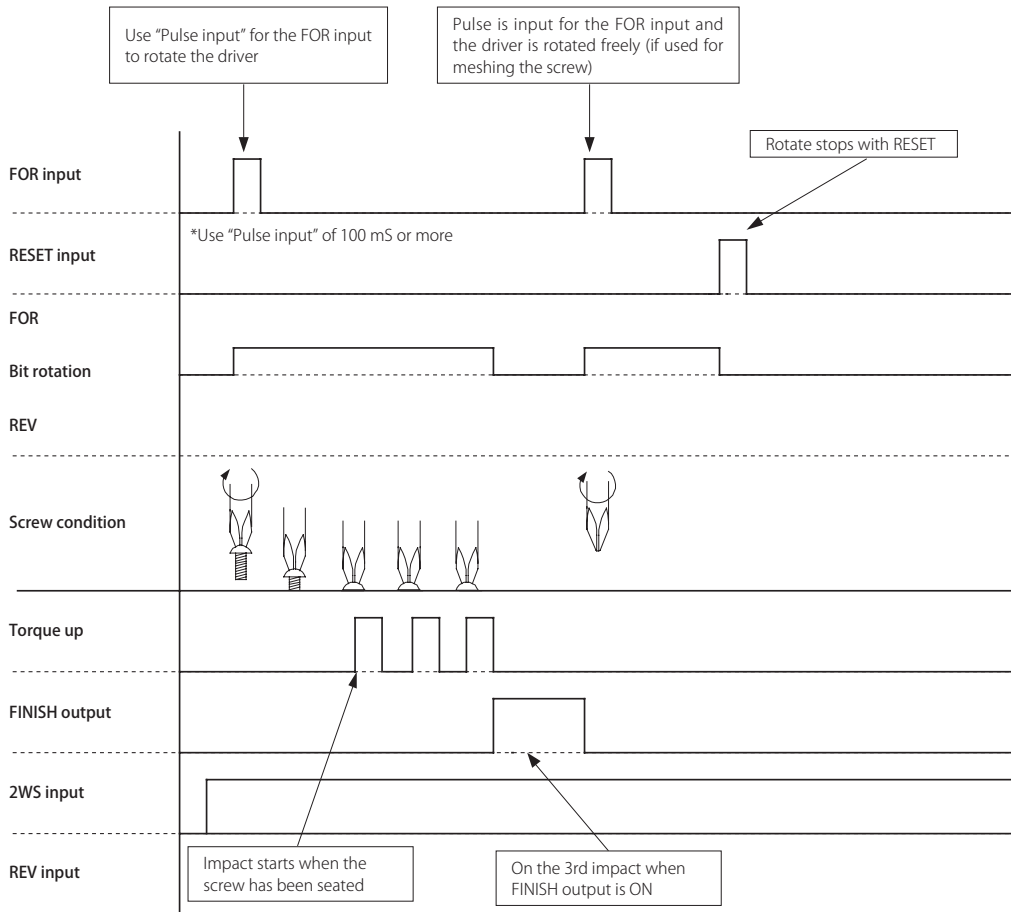 Use “Pulse input” for the FOR input
to rotate the driver
Pulse is input for the FOR input and
the driver is rotated freely (if used for
meshing the screw)
Rotate stops with RESET
FOR input
*Use “Pulse input” of 100 mS or more
RESET input
FOR
Bit rotation
REV
Screw condition
Torque up
FINISH output
2WS input
REV input
Impact starts when the
screw has been seated
On the 3rd impact when
FINISH output is ON